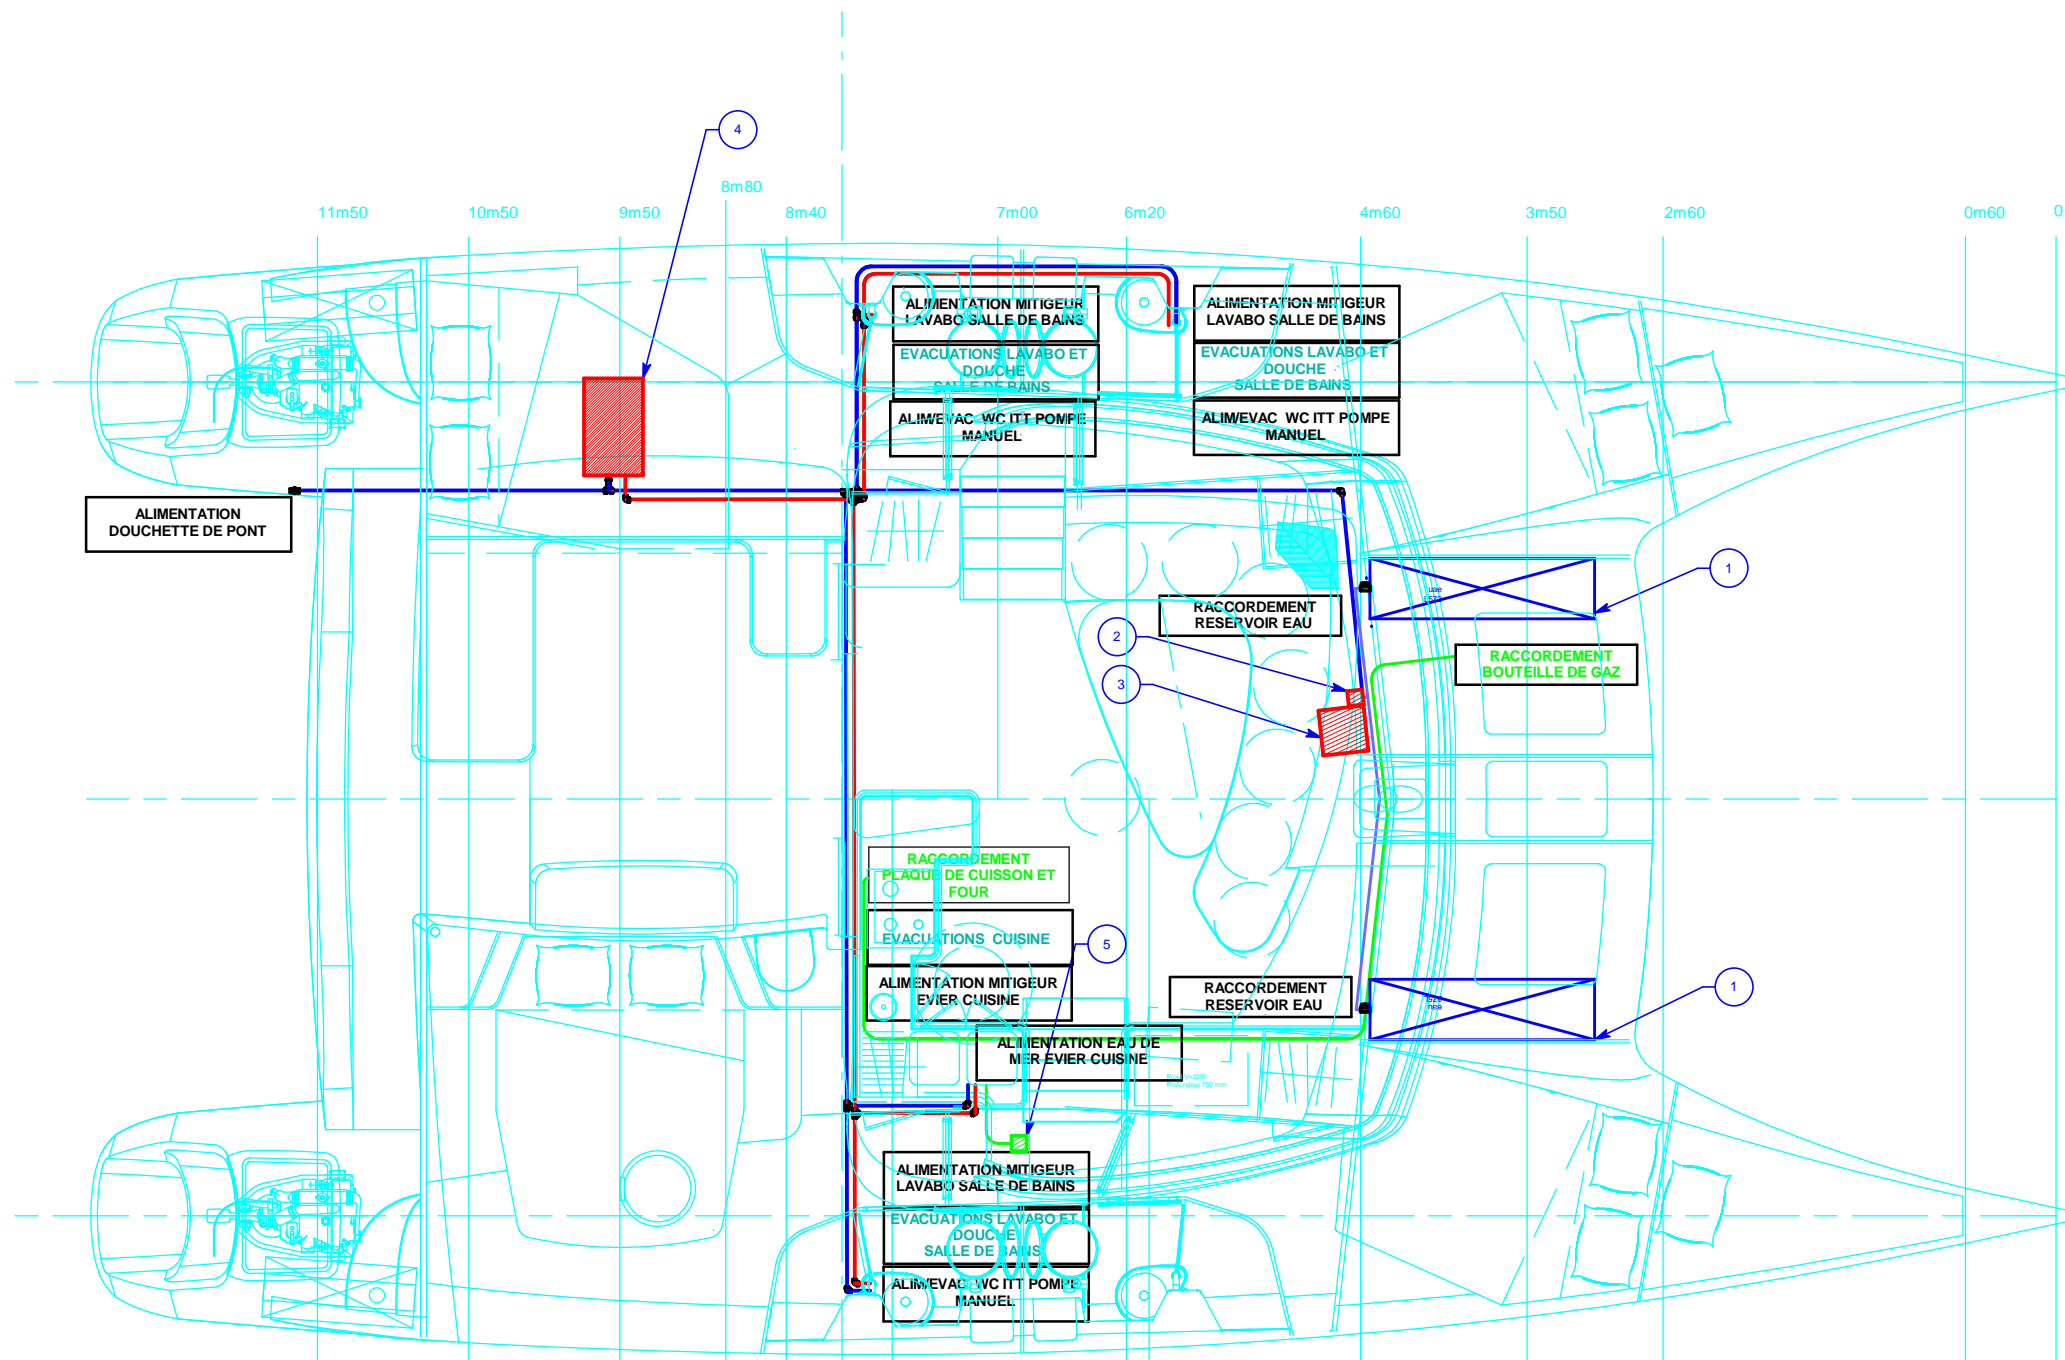 4
8m80
11m50
10m50
9m50
8m40
7m00
6m20
4m60
3m50
2m60
0m60
0
ALIMENTATION MITIGEUR
LAVABO SALLE DE BAINS
ALIMENTATION MITIGEUR
LAVABO SALLE DE BAINS
EVACUATIONS LAVABO ET
DOUCHE
SALLE DE BAINS
EVACUATIONS LAVABO ET
DOUCHE
SALLE DE BAINS
ALIM/EVAC WC ITT POMPE
MANUEL
ALIM/EVAC WC ITT POMPE
MANUEL
ALIMENTATION
DOUCHETTE DE PONT
1
RACCORDEMENT
RESERVOIR EAU
2
RACCORDEMENT
BOUTEILLE DE GAZ
3
RACCORDEMENT
PLAQUE DE CUISSON ET
FOUR
EVACUATIONS CUISINE
5
ALIMENTATION MITIGEUR
EVIER CUISINE
RACCORDEMENT
RESERVOIR EAU
1
ALIMENTATION EAU DE
MER EVIER CUISINE
Profondeur 750 mm
ALIMENTATION MITIGEUR
LAVABO SALLE DE BAINS
EVACUATIONS LAVABO ET
DOUCHE
SALLE DE BAINS
ALIM/EVAC WC ITT POMPE
MANUEL